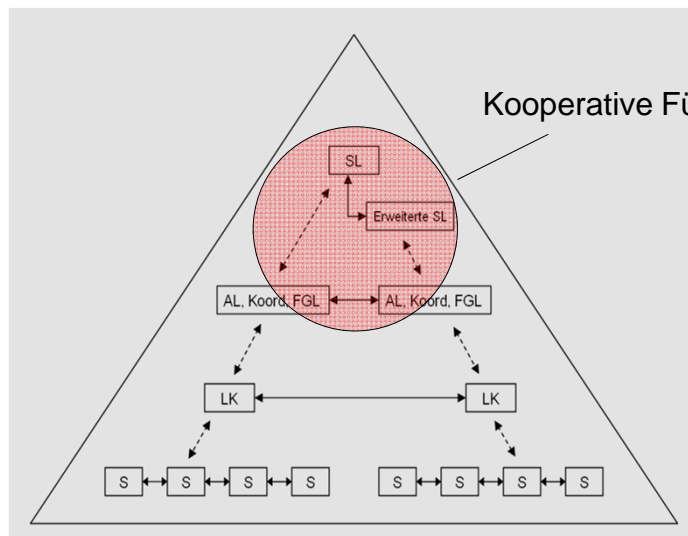 Kooperative Fü
SL
Erweiterte SL
AL, Koord, FGL AL, Koord, FGL
LK LK
S S S S S S S S